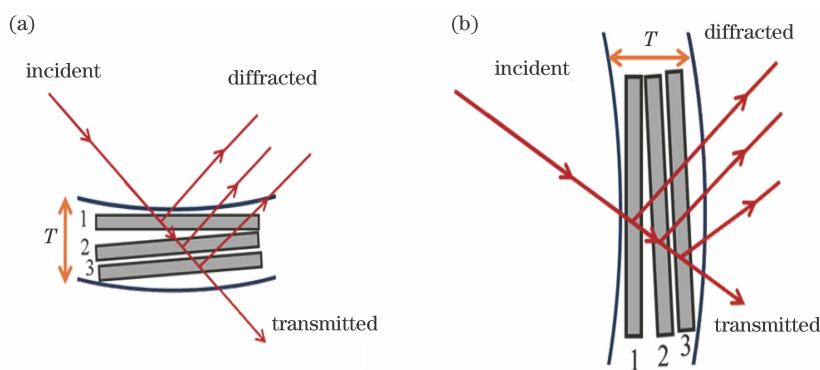 (a)
incident
diffracted
T
1
2
3
transmitted
(b)
T
diffracted
incident
transmitted
1 2 3